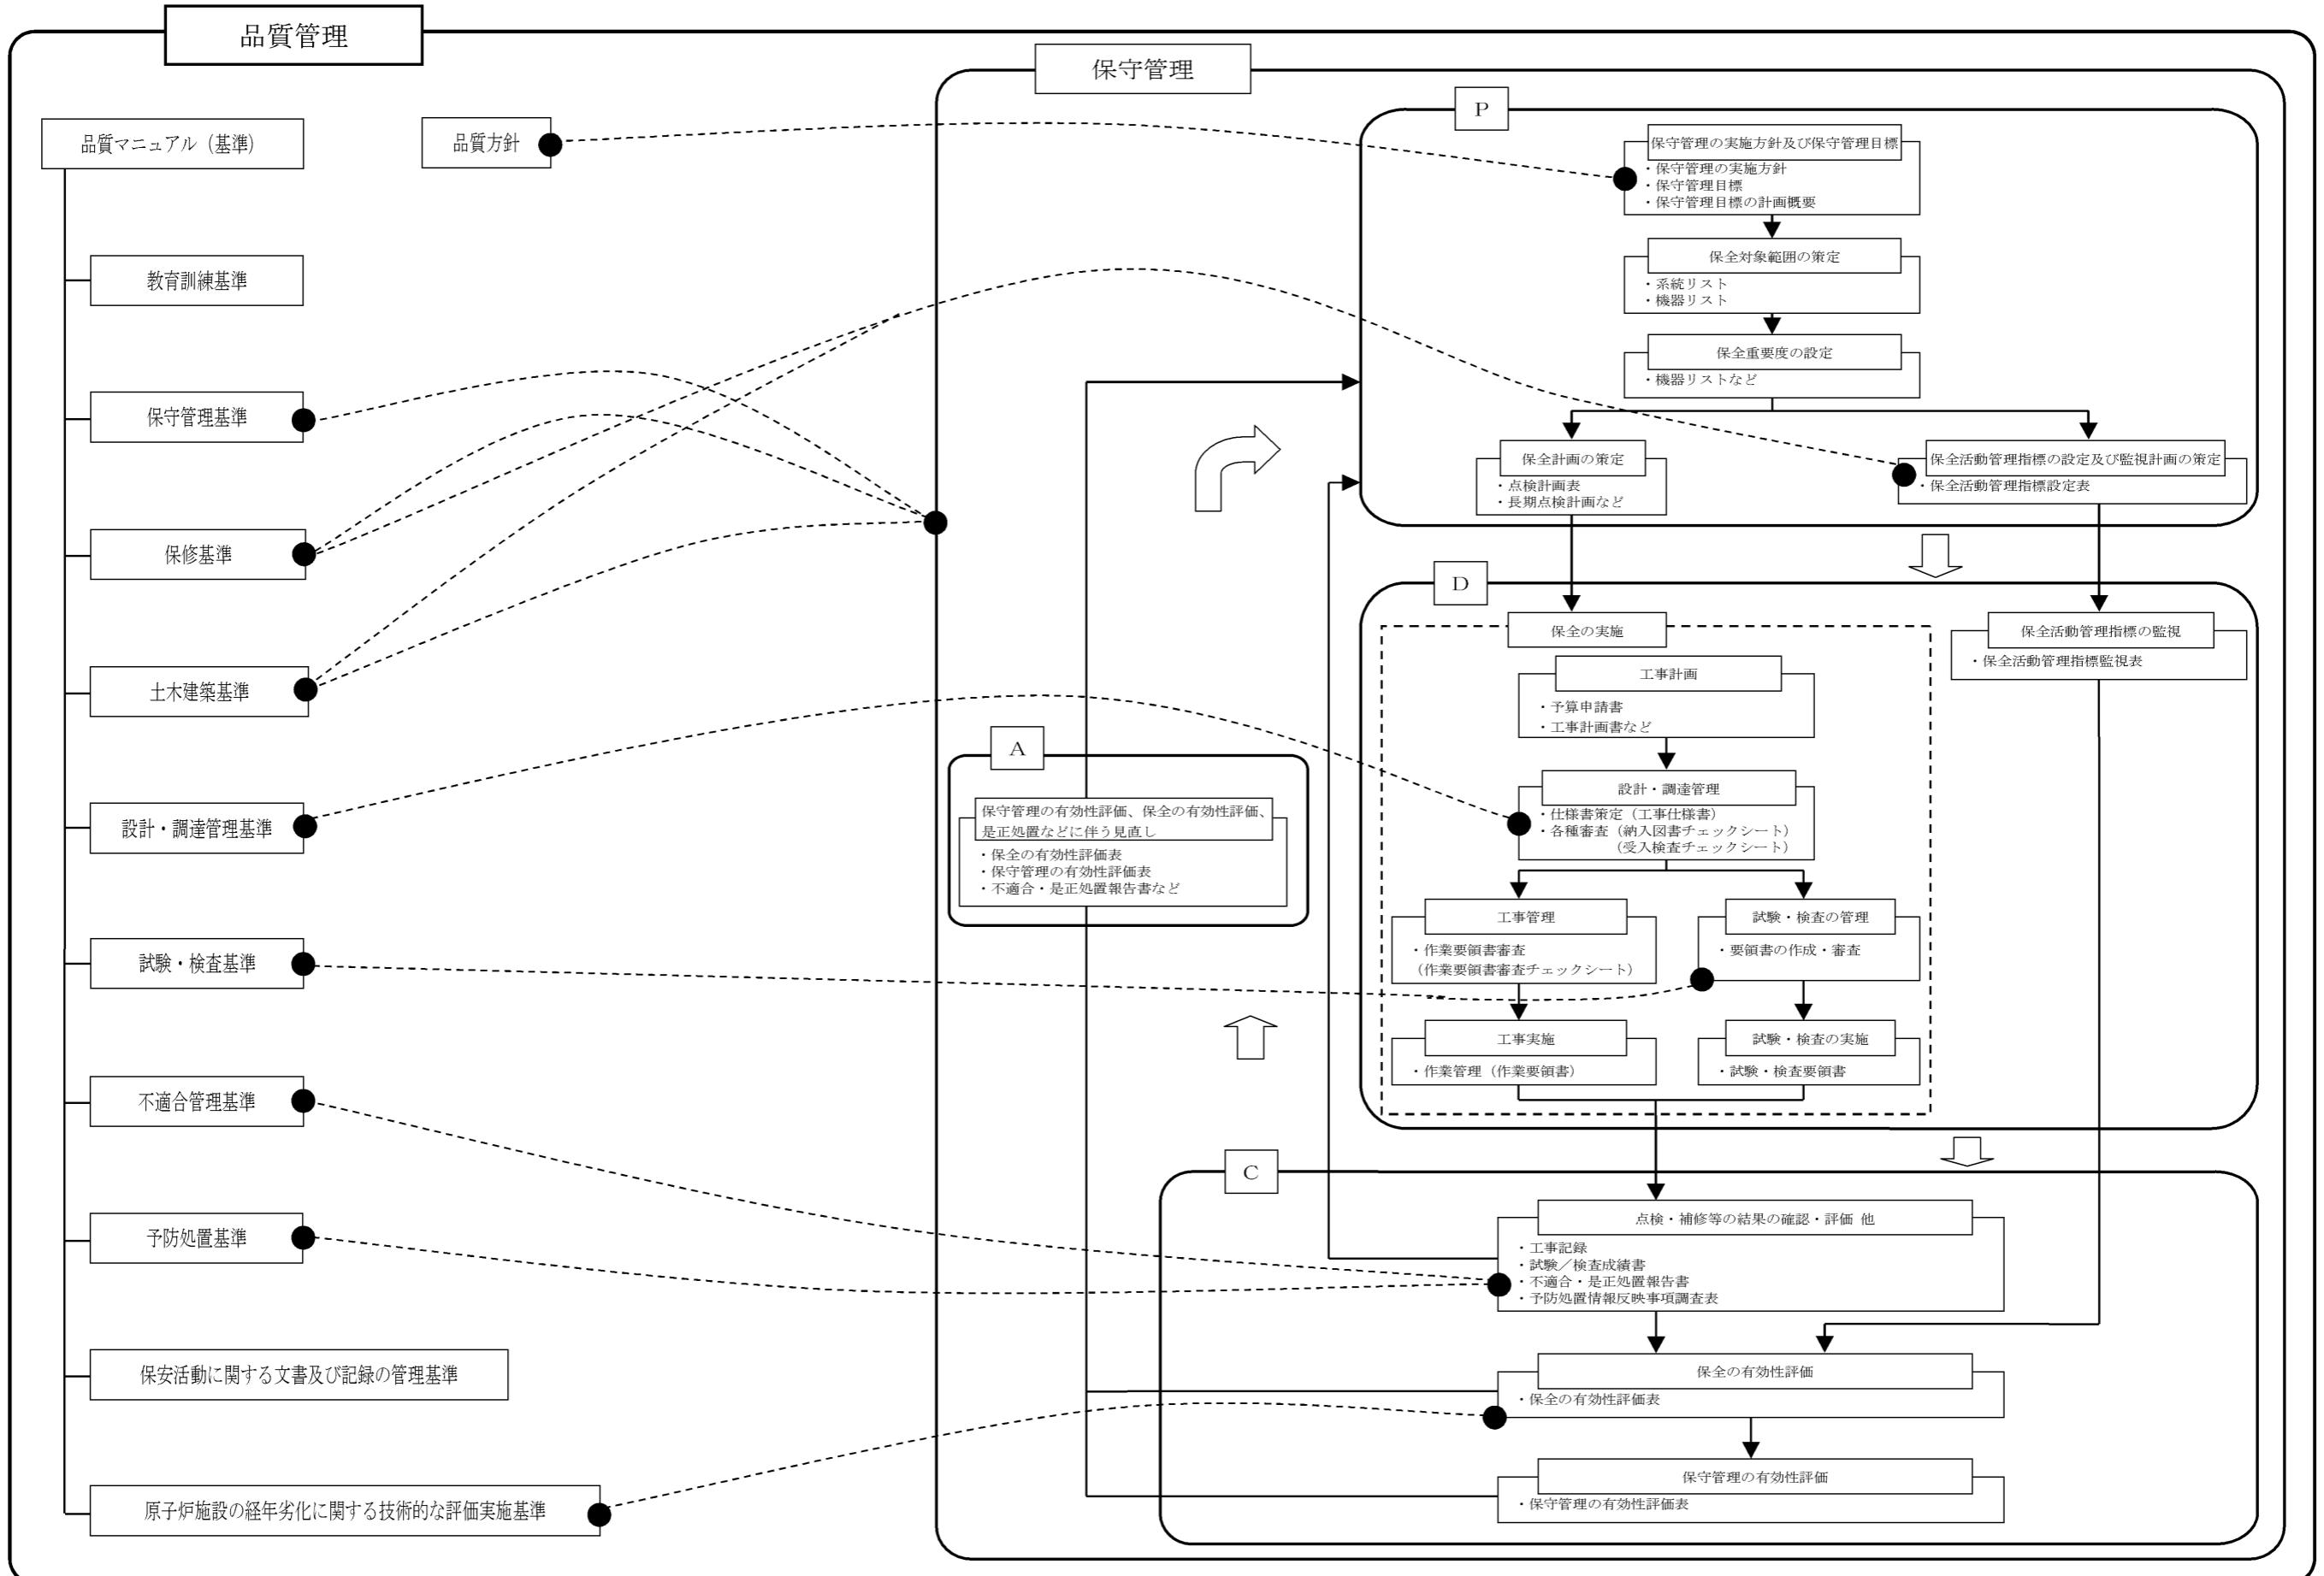 品質管理
品質マニュアル（基準）
品質方針
教育訓練基準
保守管理基準
保修基準
土木建築基準
設計・調達管理基準
試験・検査基準
不適合管理基準
予防処置基準
保安活動に関する文書及び記録の管理基準
原子炉施設の経年劣化に関する技術的な評価実施基準
保守管理
P
保守管理の実施方針及び保守管理目標
・保守管理の実施方針
・保守管理目標
・保守管理目標の計画概要
保全対象範囲の策定
・系統リスト
・機器リスト
保全重要度の設定
・機器リストなど
保全計画の策定
・点検計画表
・長期点検計画など
保全活動管理指標の設定及び監視計画の策定
・保全活動管理指標設定表
D
保全の実施
工事計画
・予算申請書
・工事計画書など
設計・調達管理
・仕様書策定（工事仕様書）
・各種審査（納入図書チェックシート）
（受入検査チェックシート）
工事管理
・作業要領書審査
（作業要領書審査チェックシート）
試験・検査の管理
・要領書の作成・審査
工事実施
・作業管理（作業要領書）
試験・検査の実施
・試験・検査要領書
保全活動管理指標の監視
・保全活動管理指標監視表
A
保守管理の有効性評価、保全の有効性評価、
是正処置などに伴う見直し
・保全の有効性評価表
・保守管理の有効性評価表
・不適合・是正処置報告書など
C
点検・補修等の結果の確認・評価 他
・工事記録
・試験／検査成績書
・不適合・是正処置報告書
・予防処置情報反映事項調査表
保全の有効性評価
・保全の有効性評価表
保守管理の有効性評価
・保守管理の有効性評価表